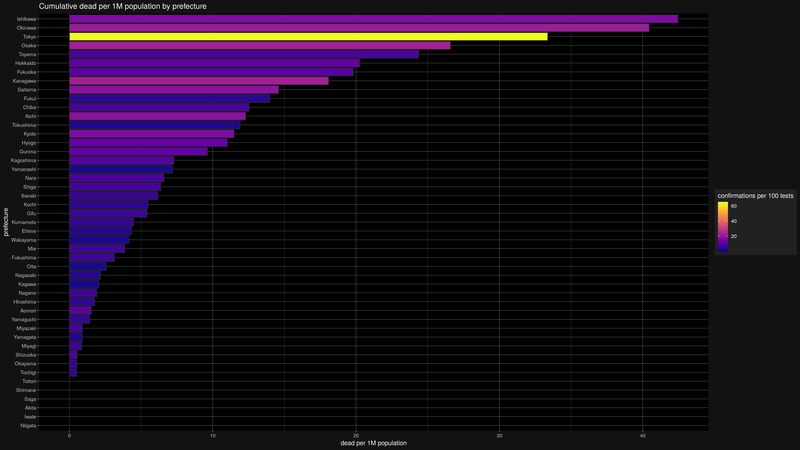 Cumulative dead per 1M population by prefecture
prefecture
Ishikawa
Okinawa
Tokyo
Osaka
Toyama
Hokkaido
Fukuoka
Kanagawa
Saitama
Fukui
Chiba
Aichi
Tokushima
Kyoto
Hyogo
Gunma
Kagoshima
Yamanashi
Nara
Shiga
Ibaraki
Kochi
Gifu
Kumamoto
Ehime
Wakayama
Mie
Fukushima
Oita
Nagasaki
Kagawa
Nagano
Hiroshima
Aomori
Yamaguchi
Miyazaki
Yamagata
Miyagi
Shizuoka
Okayama
Tochigi
Tottori
Shimane
Saga
Akita
Iwate
Niigata
0 10 20 30 40
dead per 1M population
confirmations per 100 tests
60
40
20